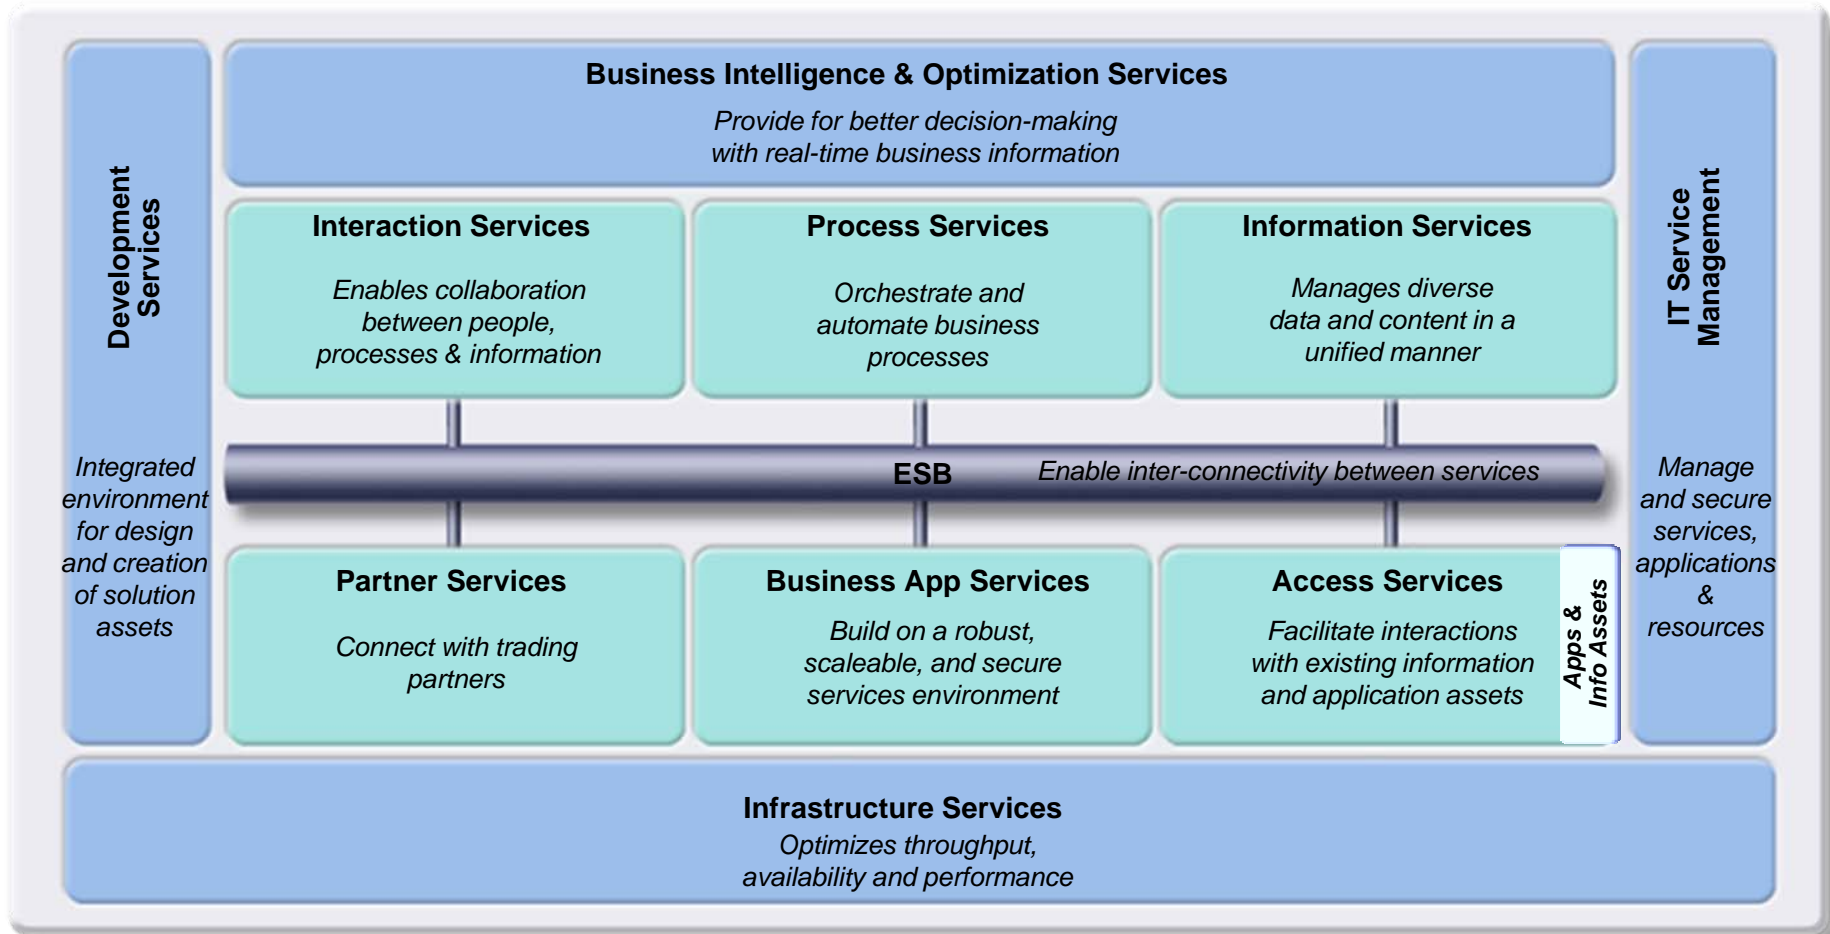 Business Intelligence & Optimization Services
Provide for better decision-making
with real-time business information
Development
Services
Integrated
environment
for design
and creation
of solution
assets
Interaction Services
Enables collaboration
between people,
processes & information
Process Services
Orchestrate and
automate business
processes
Information Services
Manages diverse
data and content in a
unified manner
IT Service
Management
Manage
and secure
services,
applications
&
resources
ESB
Enable inter-connectivity between services
Partner Services
Connect with trading
partners
Business App Services
Build on a robust,
scaleable, and secure
services environment
Access Services
Facilitate interactions
with existing information
and application assets
Apps &
Info Assets
Infrastructure Services
Optimizes throughput,
availability and performance